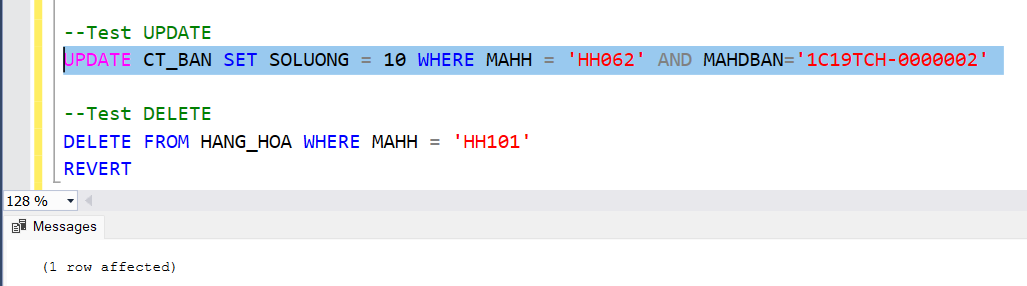 --Test UPDATE
UPDATE CT_BAN SET SOLUONG = 10 WHERE MAHH = 'HH062' AND MAHDBAN='1C19TCH-0000002'
--Test DELETE
DELETE FROM HANG_HOA WHERE MAHH = 'HH101'
REVERT
128 %
Messages
(1 row affected)